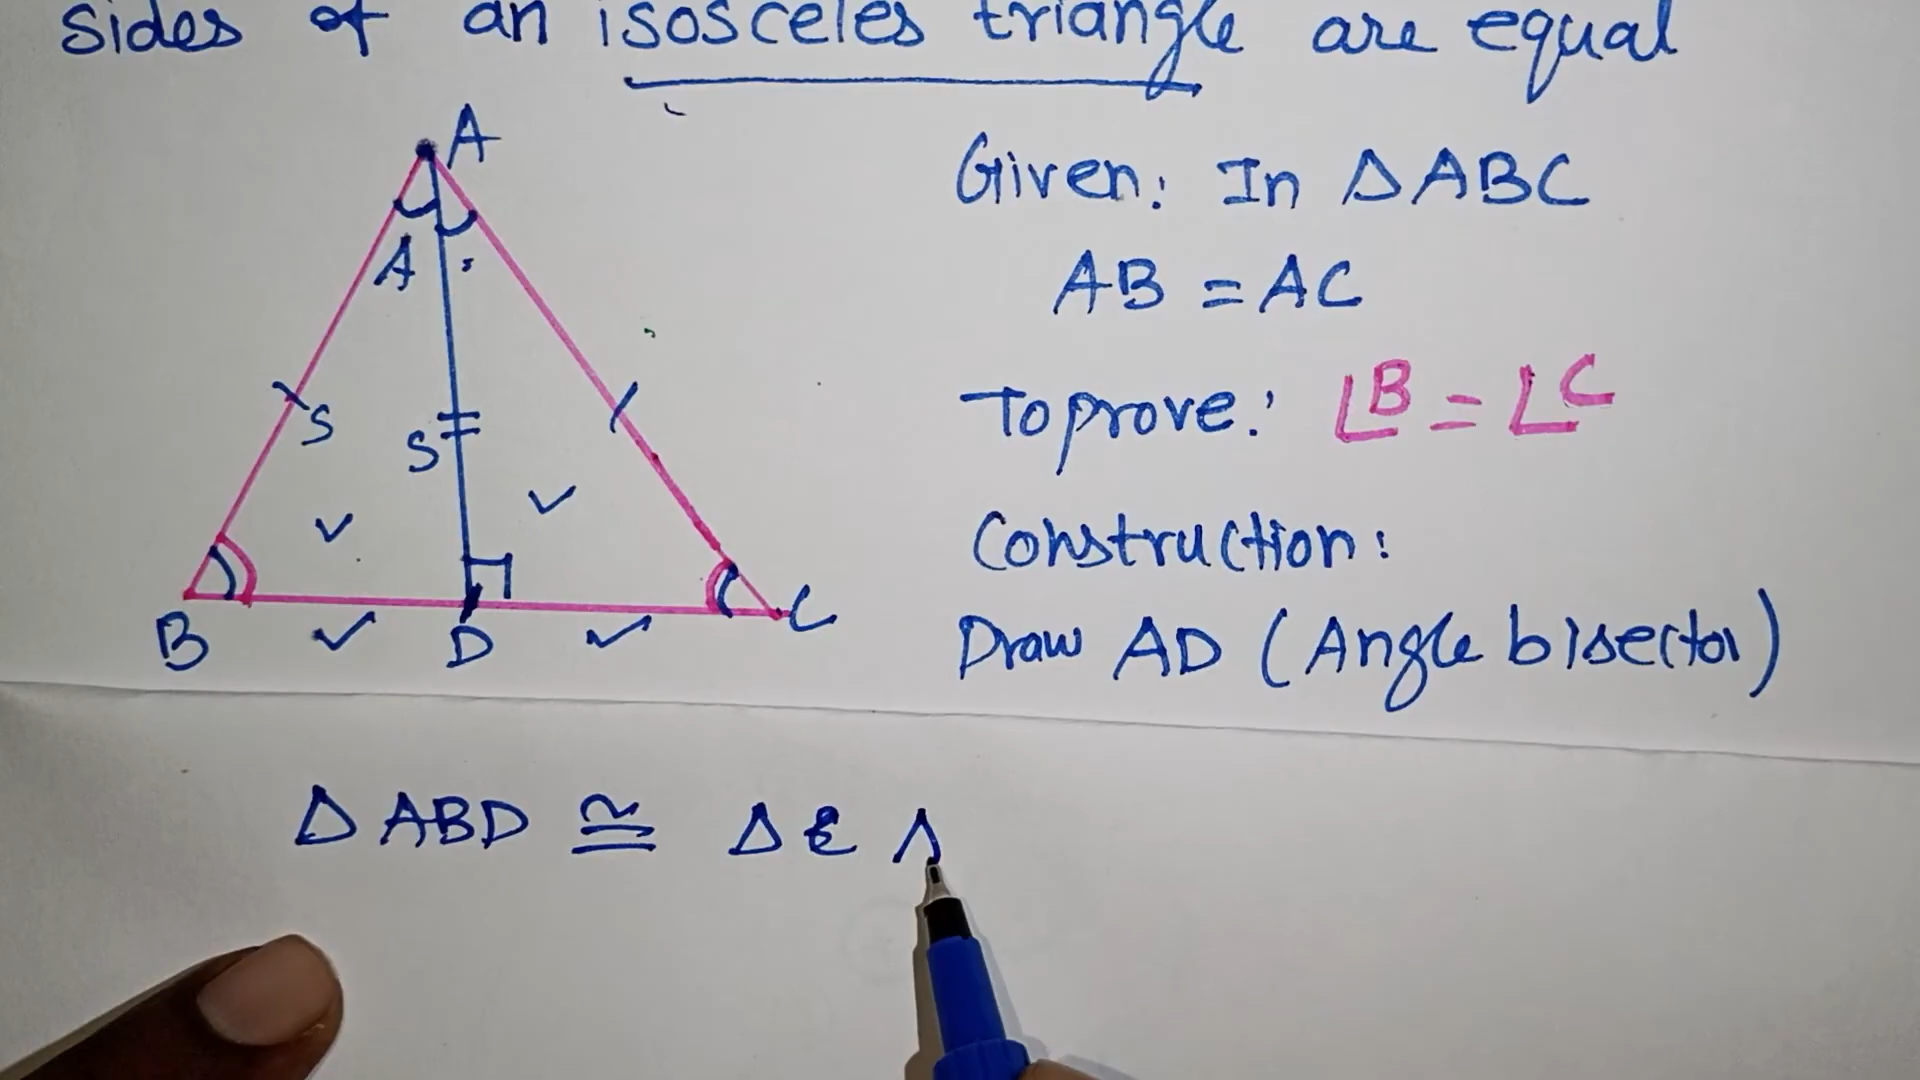 sides of an isosceles triangle are equal
A
A
S
S
B
D
C
Given: In ΔABC
AB = AC
To prove: ∠B = ∠C
Construction:
Draw AD (Angle bisector)
Δ ABD ≅ Δ